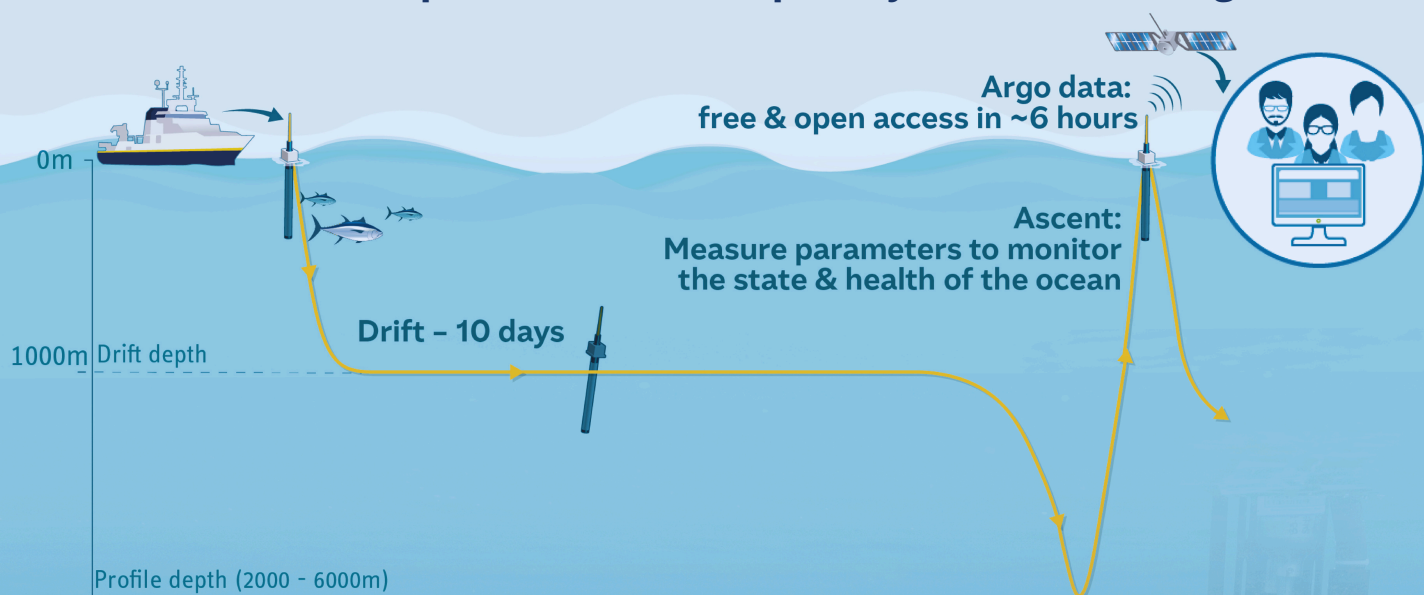 Argo data:
free & open access in ~6 hours
0m
Ascent:
Measure parameters to monitor
the state & health of the ocean
Drift – 10 days
1000m
Drift depth
Profile depth (2000 - 6000m)